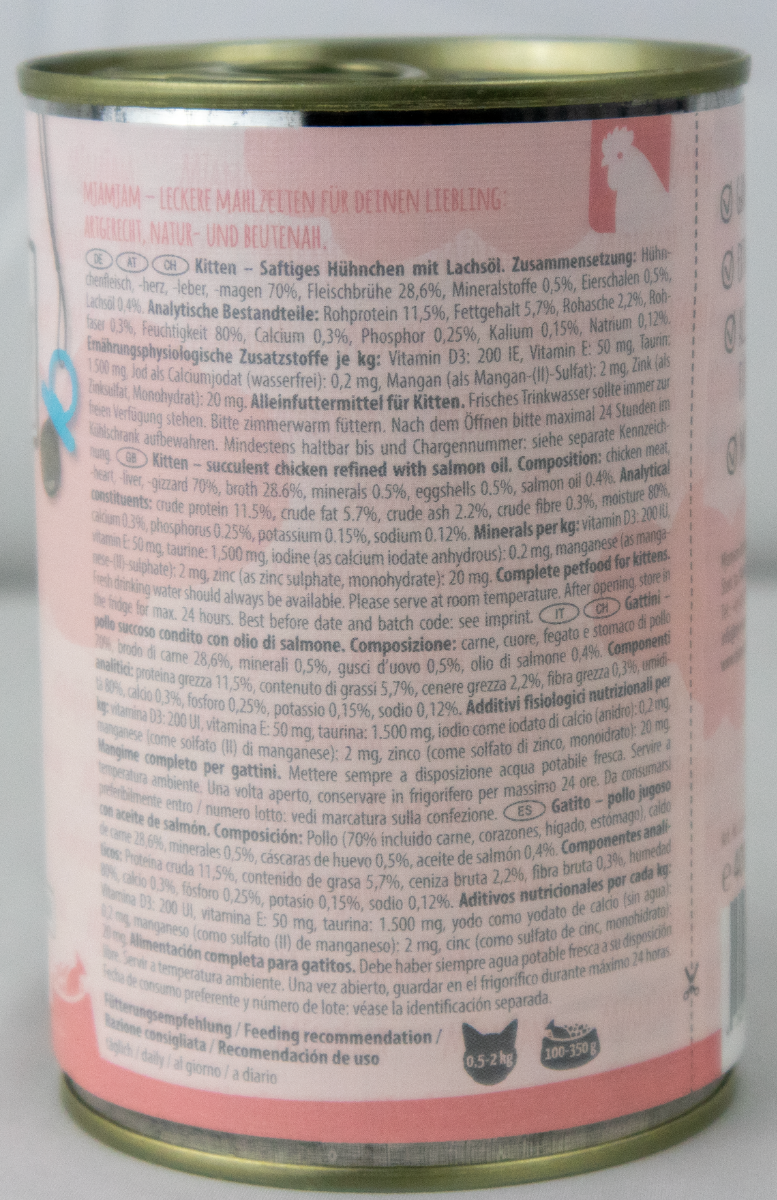 MJAMJAM – LECKERE MAHLZEITEN FÜR DEINEN LIEBLING:
ARTGERECHT, NATUR- UND BEUTENAH.
DE AT CH Kitten – Saftiges Hühnchen mit Lachsöl. Zusammensetzung: Hühn-
chenfleisch, -herz, -leber, -magen 70%, Fleischbrühe 28,6%, Mineralstoffe 0,5%, Eierschalen 0,5%,
Lachsöl 0,4%. Analytische Bestandteile: Rohprotein 11,5%, Fettgehalt 5,7%, Rohasche 2,2%, Roh-
faser 0,3%, Feuchtigkeit 80%, Calcium 0,3%, Phosphor 0,25%, Kalium 0,15%, Natrium 0,12%.
Ernährungsphysiologische Zusatzstoffe je kg: Vitamin D3: 200 IE, Vitamin E: 50 mg, Taurin:
1.500 mg, Jod als Calciumjodat (wasserfrei): 0,2 mg, Mangan (als Mangan-(II)-Sulfat): 2 mg, Zink (als
Zinksulfat, Monohydrat): 20 mg. Alleinfuttermittel für Kitten. Frisches Trinkwasser sollte immer zur
freien Verfügung stehen. Bitte zimmerwarm füttern. Nach dem Öffnen bitte maximal 24 Stunden im
Kühlschrank aufbewahren. Mindestens haltbar bis und Chargennummer: siehe separate Kennzeich-
nung. GB Kitten – succulent chicken refined with salmon oil. Composition: chicken meat,
-heart, -liver, -gizzard 70%, broth 28.6%, minerals 0.5%, eggshells 0.5%, salmon oil 0.4%. Analytical
constituents: crude protein 11.5%, crude fat 5.7%, crude ash 2.2%, crude fibre 0.3%, moisture 80%,
calcium 0.3%, phosphorus 0.25%, potassium 0.15%, sodium 0.12%. Minerals per kg: vitamin D3: 200 IU,
vitamin E: 50 mg, taurine: 1,500 mg, iodine (as calcium iodate anhydrous): 0.2 mg, manganese (as manga-
nese-(II)-sulphate): 2 mg, zinc (as zinc sulphate, monohydrate): 20 mg. Complete petfood for kittens.
Fresh drinking water should always be available. Please serve at room temperature. After opening, store in
the fridge for max. 24 hours. Best before date and batch code: see imprint. IT CH Gattini –
pollo succoso condito con olio di salmone. Composizione: carne, cuore, fegato e stomaco di pollo
70%, brodo di carne 28,6%, minerali 0,5%, gusci d'uovo 0,5%, olio di salmone 0,4%. Componenti
analitici: proteina grezza 11,5%, contenuto di grassi 5,7%, cenere grezza 2,2%, fibra grezza 0,3%, umidi-
tà 80%, calcio 0,3%, fosforo 0,25%, potassio 0,15%, sodio 0,12%. Additivi fisiologici nutrizionali per
kg: vitamina D3: 200 UI, vitamina E: 50 mg, taurina: 1.500 mg, iodio come iodato di calcio (anidro): 0,2 mg,
manganese (come solfato (II) di manganese): 2 mg, zinco (come solfato di zinco, monoidrato): 20 mg.
Mangime completo per gattini. Mettere sempre a disposizione acqua potabile fresca. Servire a
temperatura ambiente. Una volta aperto, conservare in frigorifero per massimo 24 ore. Da consumarsi
preferibilmente entro / numero lotto: vedi marcatura sulla confezione. ES Gatito – pollo jugoso
con aceite de salmón. Composición: Pollo (70% incluido carne, corazones, hígado, estómago), caldo
de carne 28,6%, minerales 0,5%, cáscaras de huevo 0,5%, aceite de salmón 0,4%. Componentes analí-
ticos: Proteina cruda 11,5%, contenido de grasa 5,7%, ceniza bruta 2,2%, fibra bruta 0,3%, humedad
80%, calcio 0,3%, fósforo 0,25%, potasio 0,15%, sodio 0,12%. Aditivos nutricionales por cada kg:
Vitamina D3: 200 UI, vitamina E: 50 mg, taurina: 1.500 mg, yodo como yodato de calcio (sin agua):
0,2 mg, manganeso (como sulfato (II) de manganeso): 2 mg, cinc (como sulfato de cinc, monohidrato):
20 mg. Alimentación completa para gatitos. Debe haber siempre agua potable fresca a su disposición
libre. Servir a temperatura ambiente. Una vez abierto, guardar en el frigorífico durante máximo 24 horas.
Fecha de consumo preferente y número de lote: véase la identificación separada.
Fütterungsempfehlung / Feeding recommendation /
Razione consigliata / Recomendación de uso
täglich / daily / al giorno / a diario
0,5-2 kg
100-350 g